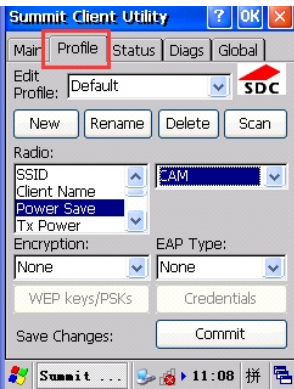 Summit Client Utility ? OK ×
Main Profile Status Diags Global
Edit Profile: Default
SDC
New Rename Delete Scan
Radio:
SSID
Client Name
Power Save
Tx Power
CAM
Encryption: EAP Type:
None None
WEP keys/PSKs Credentials
Save Changes: Commit
Summit ... 11:08 拼